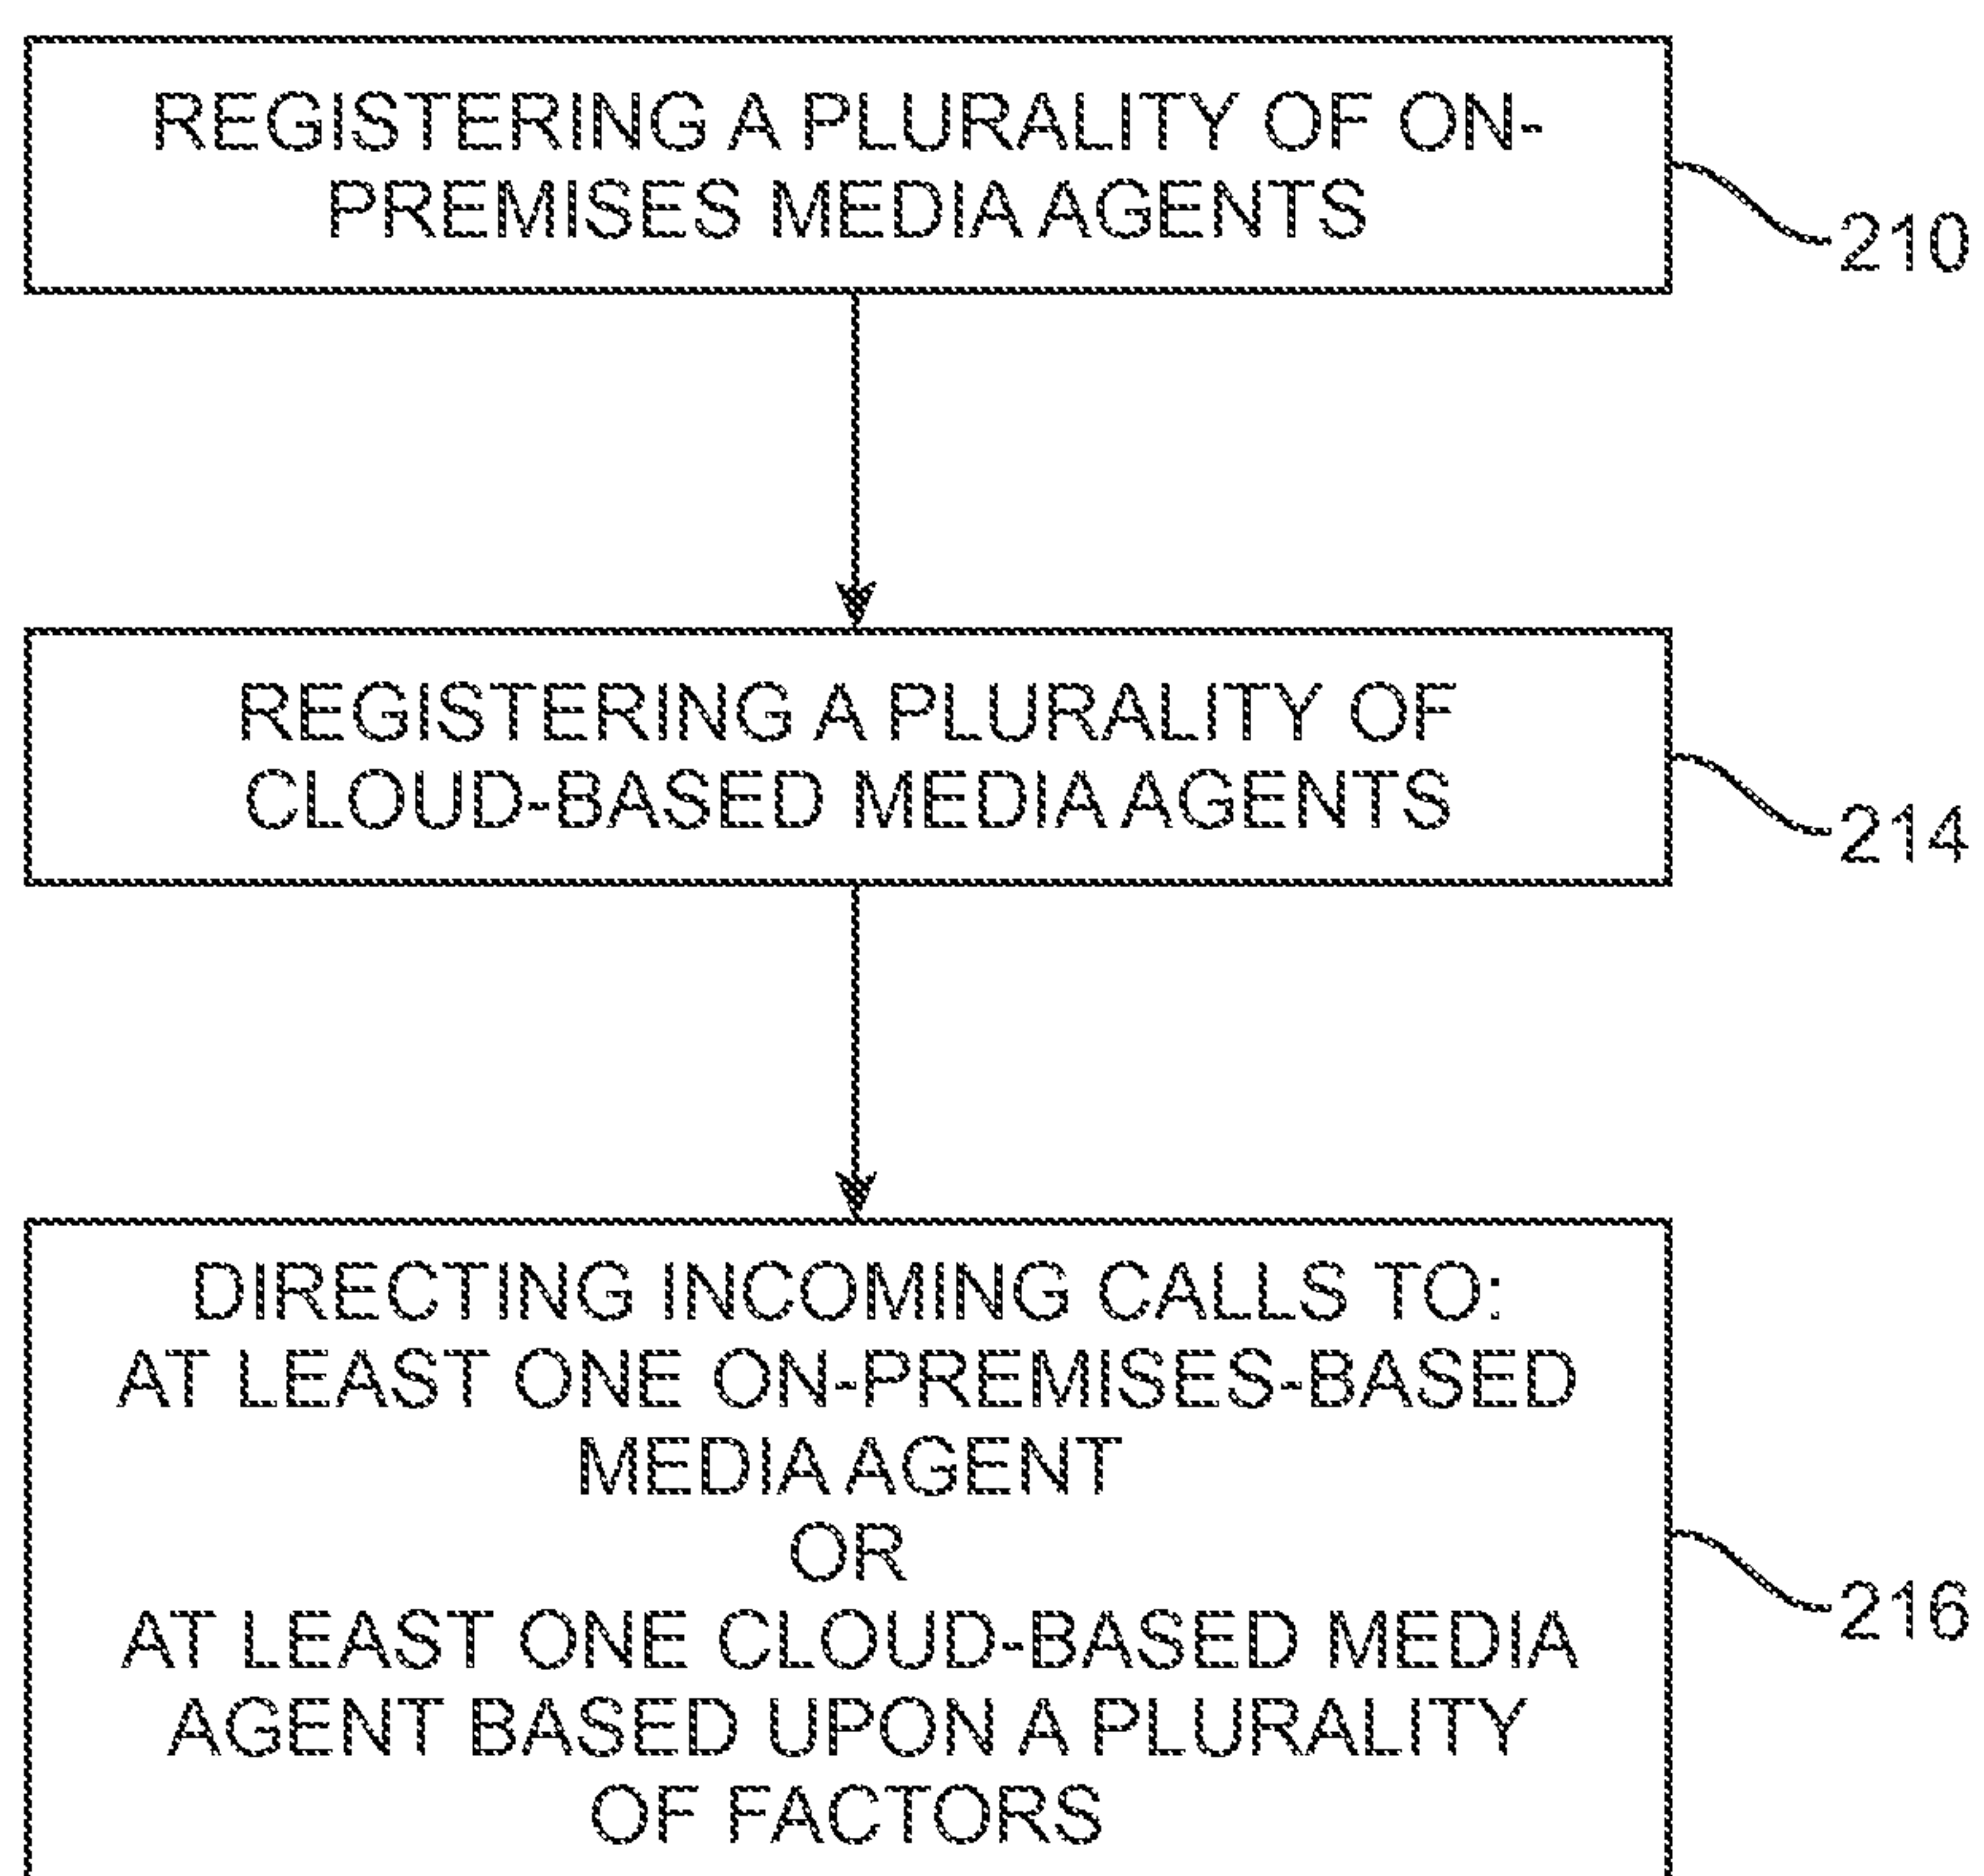 REGISTERING A PLURALITY OF ON-
PREMISES MEDIA AGENTS
210
REGISTERING A PLURALITY OF
CLOUD-BASED MEDIA AGENTS
214
DIRECTING INCOMING CALLS TO:
AT LEAST ONE ON-PREMISES-BASED
MEDIA AGENT
OR
AT LEAST ONE CLOUD-BASED MEDIA
AGENT BASED UPON A PLURALITY
OF FACTORS
216